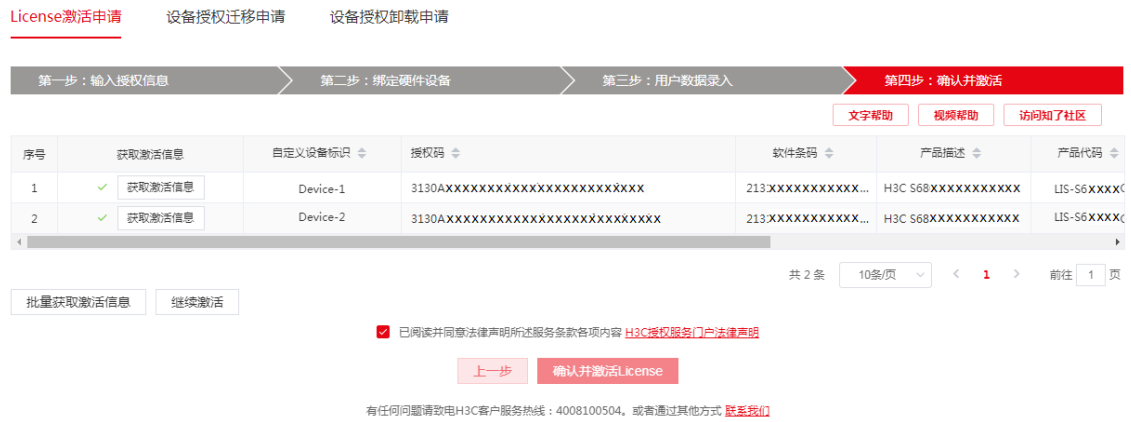 License激活申请 设备授权迁移申请 设备授权卸载申请
第一步：输入授权信息 第二步：绑定硬件设备 第三步：用户数据录入 第四步：确认并激活
文字帮助 视频帮助 访问知了社区
序号 获取激活信息 自定义设备标识 授权码 软件条码 产品描述 产品代码
1 获取激活信息 Device-1 3130AXXXXXXXXXXXXXXXXXXXXXXXX 213XXXXXXXXXXX... H3C S68XXXXXXXXXXX LIS-S6XXXX
2 获取激活信息 Device-2 3130AXXXXXXXXXXXXXXXXXXXXXXXXXX 213XXXXXXXXXXX... H3C S68XXXXXXXXXXX LIS-S6XXXX
共 2 条 10条/页 1 前往 1 页
批量获取激活信息 继续激活
已阅读并同意法律声明所述服务条款各项内容 H3C授权服务门户法律声明
上一步 确认并激活License
有任何问题请致电H3C客户服务热线：4008100504。或者通过其他方式 联系我们